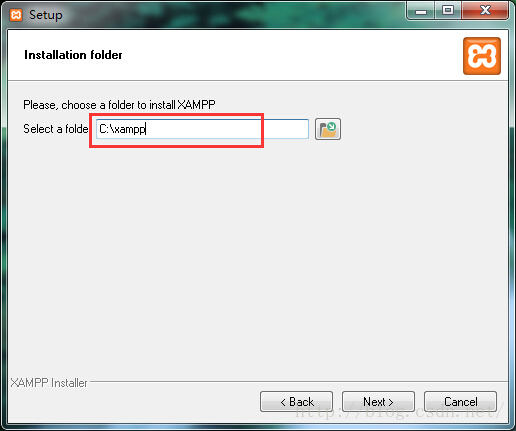 Setup
Installation folder
Please, choose a folder to install XAMPP
Select a folde C:\xampp
XAMPP Installer
< Back Next > Cancel
http://blog.csdn.net/